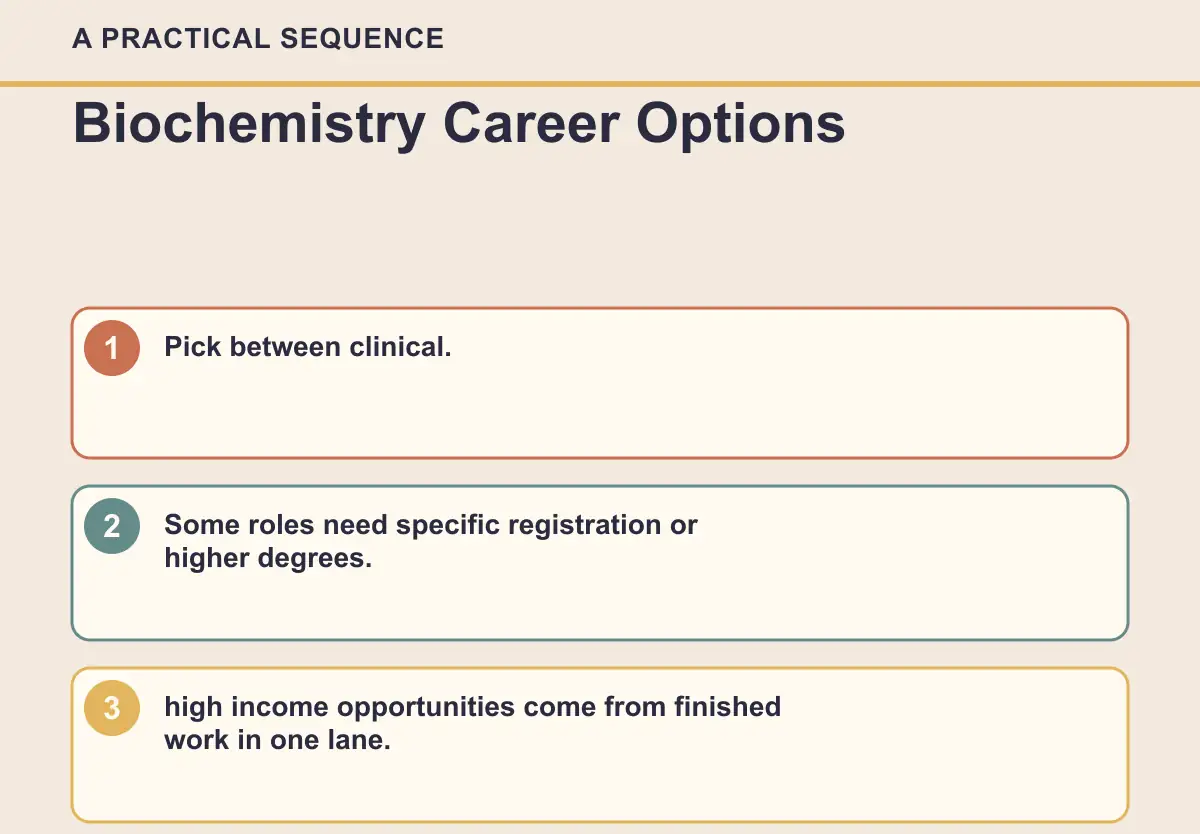 A PRACTICAL SEQUENCE
Biochemistry Career Options
1
Pick between clinical.
2
Some roles need specific registration or
higher degrees.
3
high income opportunities come from finished
work in one lane.